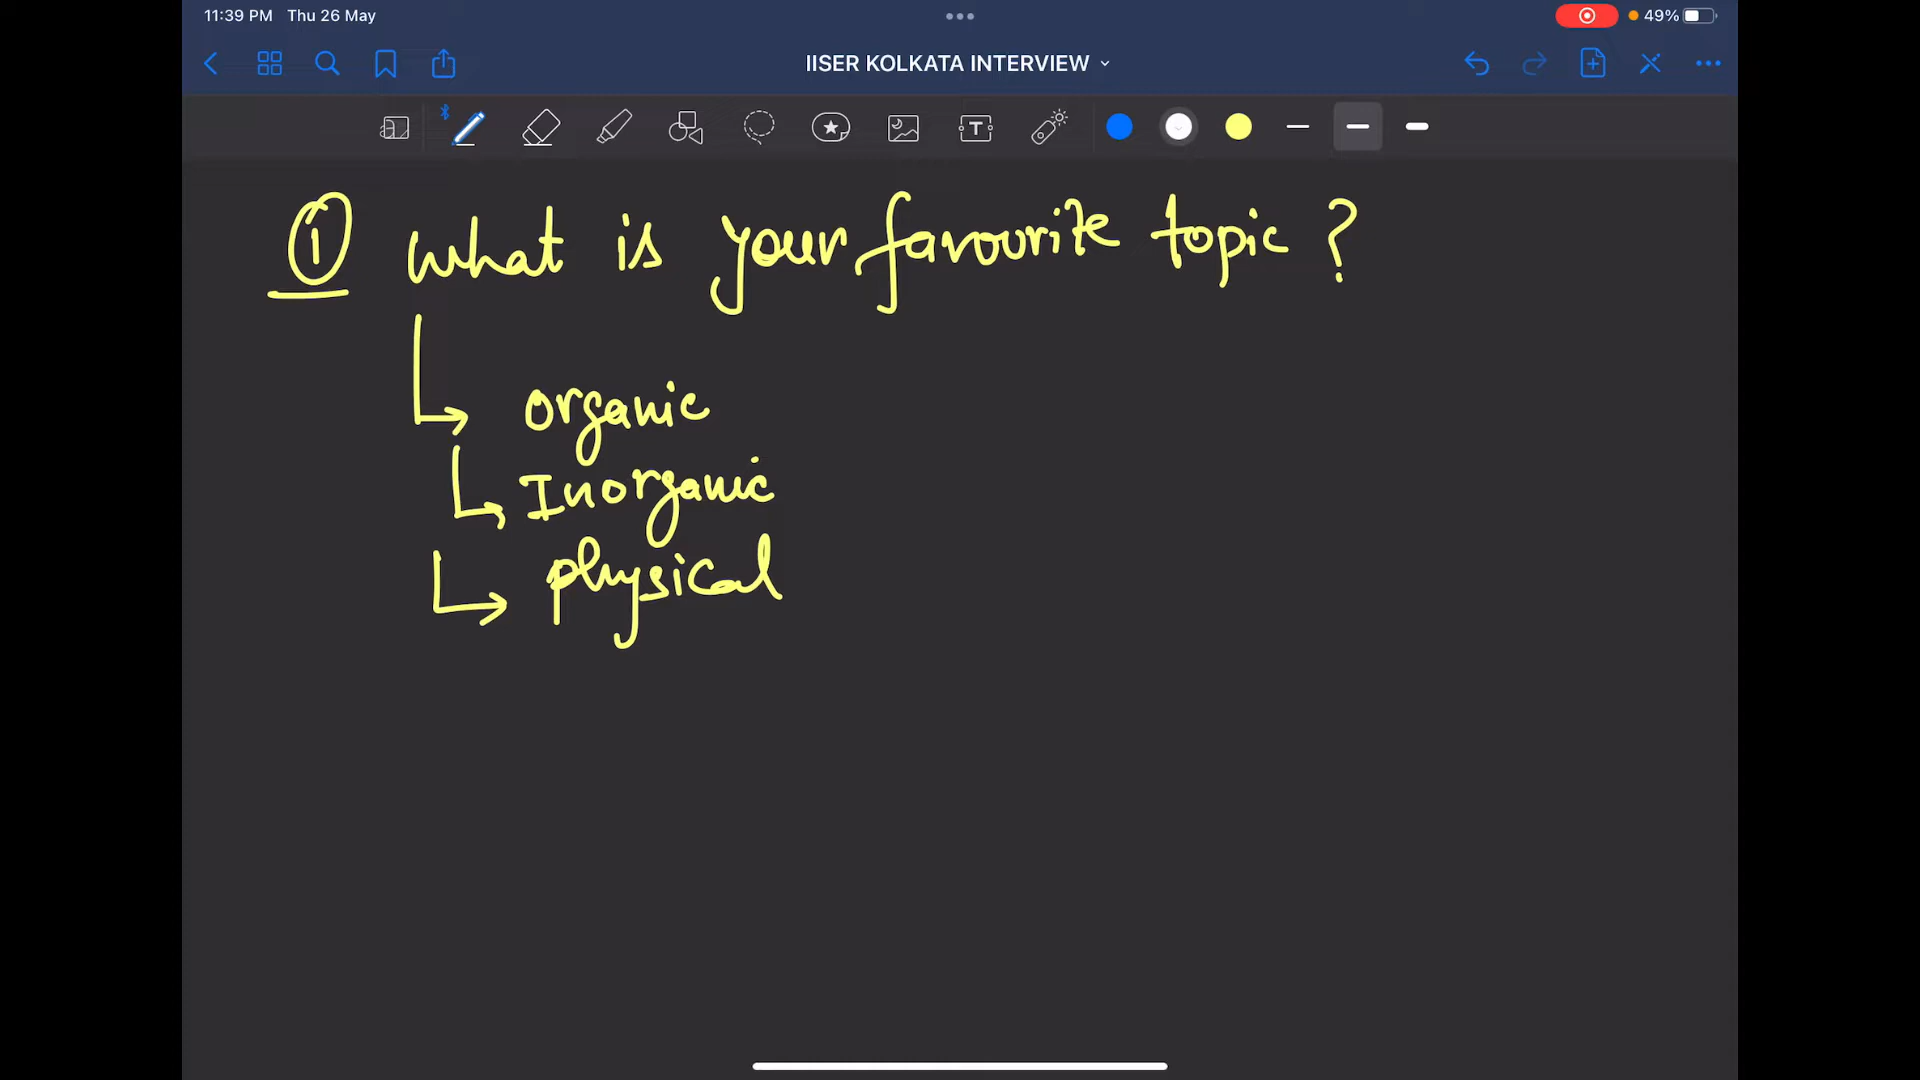 11:39 PM Thu 26 May
49%
IISER KOLKATA INTERVIEW
T
① What is your favourite topic ?
organic
Inorganic
physical